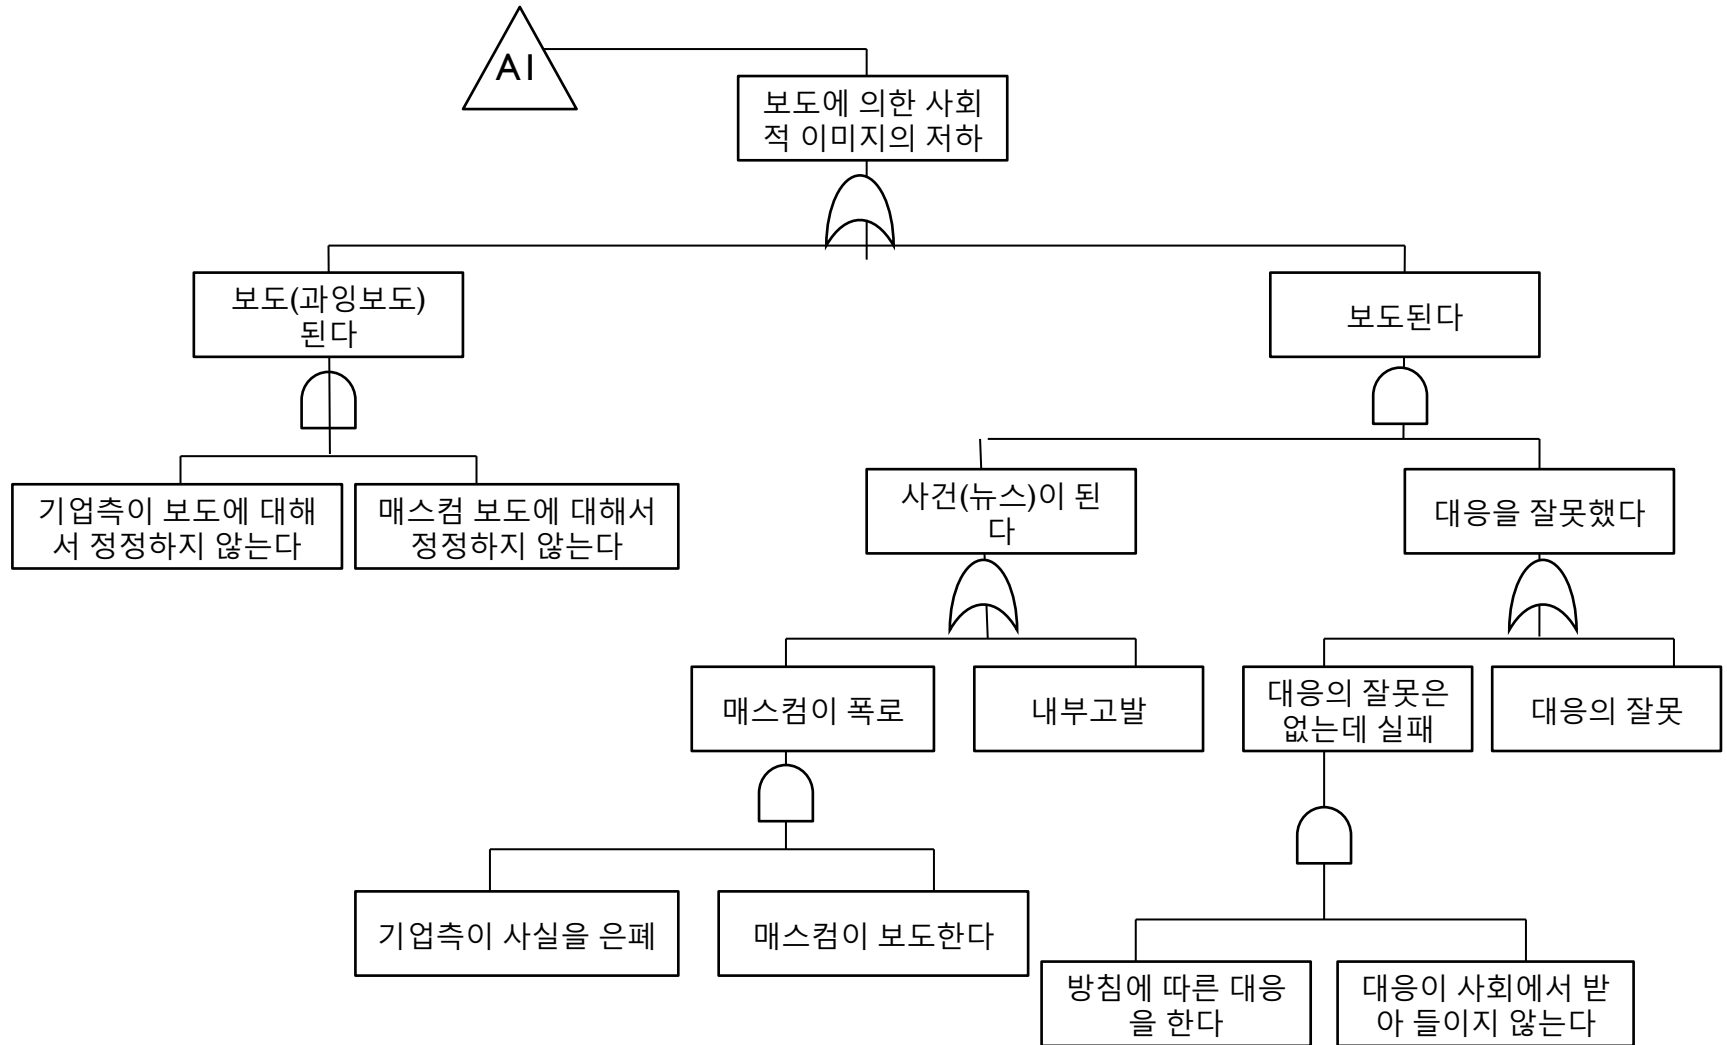 A1
보도에 의한 사회
적 이미지의 저하
보도(과잉보도)
된다
보도된다
기업측이 보도에 대해
서 정정하지 않는다
매스컴 보도에 대해서
정정하지 않는다
사건(뉴스)이 된
다
대응을 잘못했다
매스컴이 폭로
내부고발
대응의 잘못은
없는데 실패
대응의 잘못
기업측이 사실을 은폐
매스컴이 보도한다
방침에 따른 대응
을 한다
대응이 사회에서 받
아 들이지 않는다